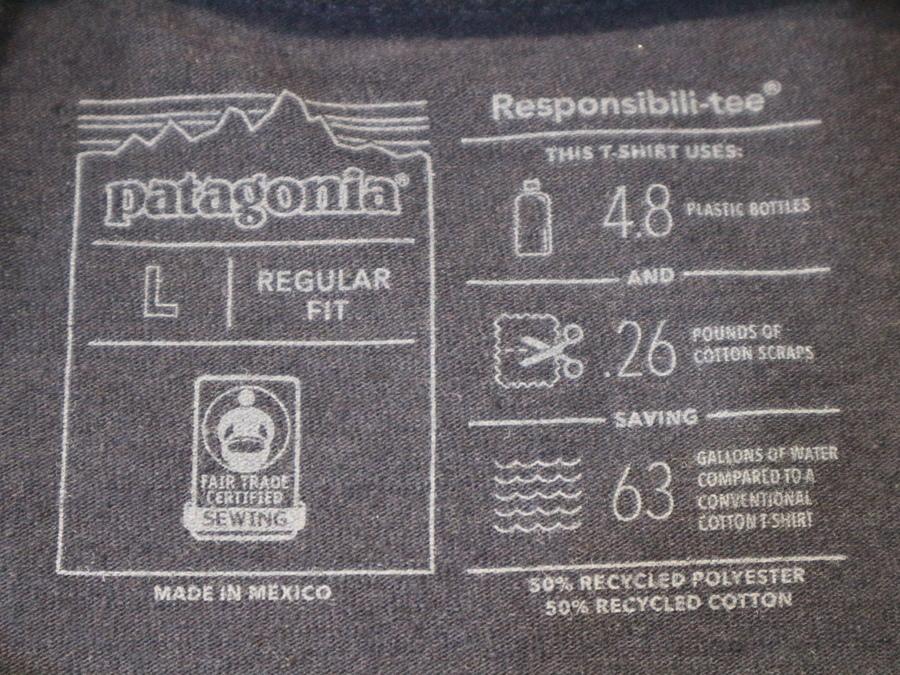 patagonia®
L
REGULAR
FIT
FAIR TRADE
CERTIFIED
SEWING
MADE IN MEXICO
Responsibili-tee®
THIS T-SHIRT USES:
4.8 PLASTIC BOTTLES
AND
.26 POUNDS OF
COTTON SCRAPS
SAVING
63 GALLONS OF WATER
COMPARED TO A
CONVENTIONAL
COTTON T-SHIRT
50% RECYCLED POLYESTER
50% RECYCLED COTTON